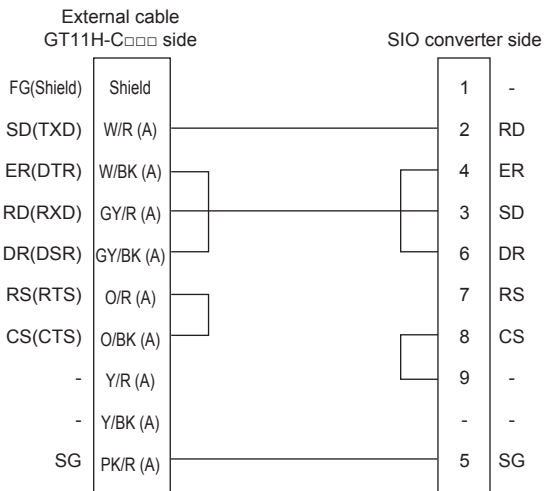 External cable
GT11H-C□□□ side SIO converter side
FG(Shield) Shield 1 -
SD(TXD) W/R (A) 2 RD
ER(DTR) W/BK (A) 4 ER
RD(RXD) GY/R (A) 3 SD
DR(DSR) GY/BK (A) 6 DR
RS(RTS) O/R (A) 7 RS
CS(CTS) O/BK (A) 8 CS
- Y/R (A) 9 -
- Y/BK (A) - -
SG PK/R (A) 5 SG